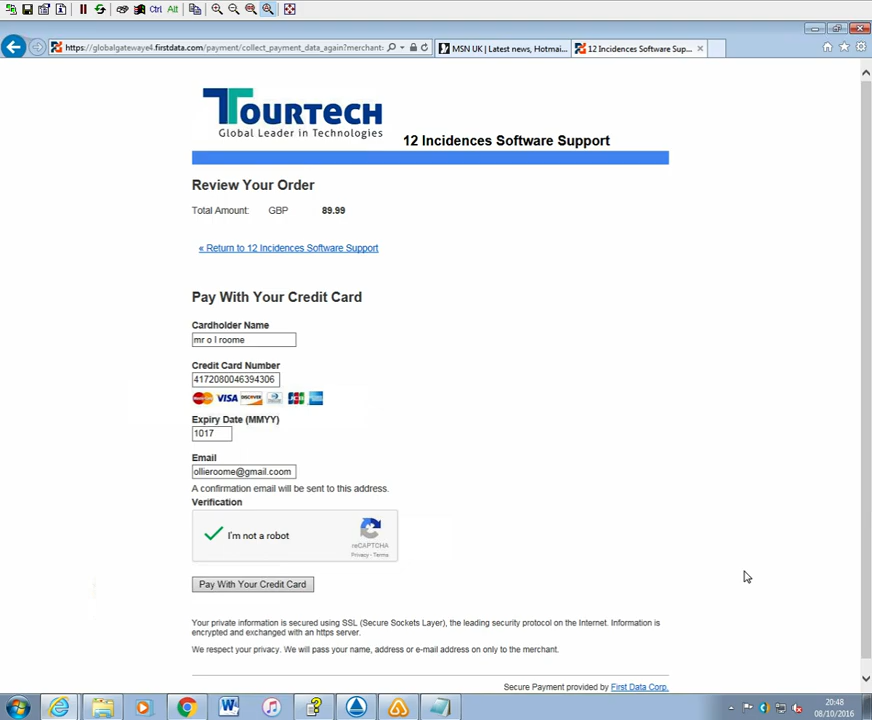 Ctrl Alt
https://globalgatewaye4.firstdata.com/payment/collect_payment_data_again?merchant:
MSN UK | Latest news, Hotmai...
12 Incidences Software Sup...
TOURTECH
Global Leader in Technologies
12 Incidences Software Support
Review Your Order
Total Amount: GBP 89.99
« Return to 12 Incidences Software Support
Pay With Your Credit Card
Cardholder Name
mr o l roome
Credit Card Number
4172080046394306
VISA DISCOVER JCB
Expiry Date (MMYY)
1017
Email
ollieroome@gmail.coom
A confirmation email will be sent to this address.
Verification
I'm not a robot
reCAPTCHA
Privacy - Terms
Pay With Your Credit Card
Your private information is secured using SSL (Secure Sockets Layer), the leading security protocol on the Internet. Information is
encrypted and exchanged with an https server.
We respect your privacy. We will pass your name, address or e-mail address on only to the merchant.
Secure Payment provided by First Data Corp.
20:48
08/10/2016